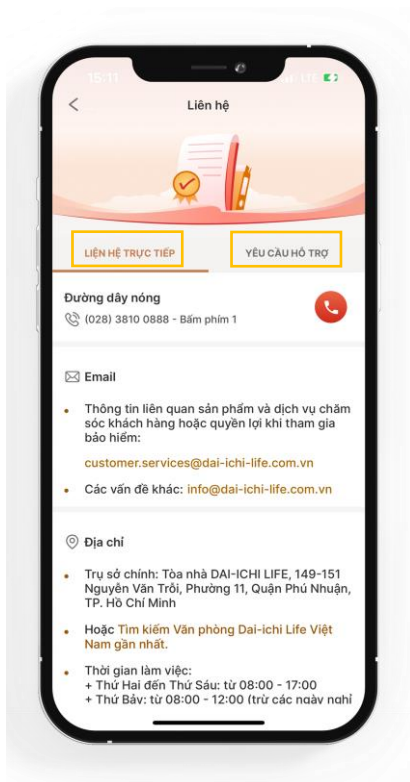 15:11
Liên hệ
LIÊN HỆ TRỰC TIẾP
YÊU CẦU HỖ TRỢ
Đường dây nóng
(028) 3810 0888 - Bấm phím 1
Email
• Thông tin liên quan sản phẩm và dịch vụ chăm
sóc khách hàng hoặc quyền lợi khi tham gia
bảo hiểm:
customer.services@dai-ichi-life.com.vn
• Các vấn đề khác: info@dai-ichi-life.com.vn
Địa chỉ
• Trụ sở chính: Tòa nhà DAI-ICHI LIFE, 149-151
Nguyễn Văn Trỗi, Phường 11, Quận Phú Nhuận,
TP. Hồ Chí Minh
• Hoặc Tìm kiếm Văn phòng Dai-ichi Life Việt
Nam gần nhất.
• Thời gian làm việc:
+ Thứ Hai đến Thứ Sáu: từ 08:00 - 17:00
+ Thứ Bảy: từ 08:00 - 12:00 (trừ các ngày nghỉ